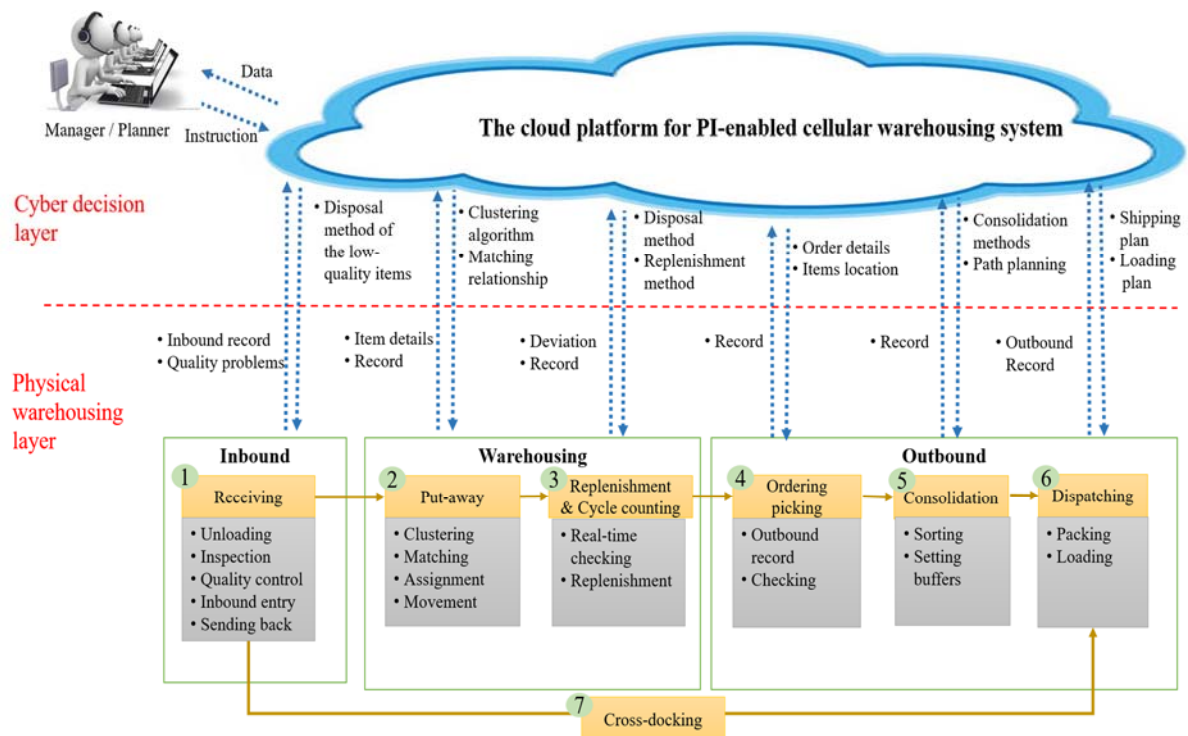 Data
Manager / Planner
Instruction
The cloud platform for PI-enabled cellular warehousing system
Cyber decision
layer
• Disposal
method of
the low-
quality items
• Clustering
algorithm
• Matching
relationship
• Disposal
method
• Replenishment
method
• Order details
• Items location
• Consolidation
methods
• Path planning
• Shipping
plan
• Loading
plan
• Inbound record
• Quality problems
• Item details
• Record
• Deviation
• Record
• Record
• Record
• Outbound
Record
Physical
warehousing
layer
Inbound
1
Receiving
• Unloading
• Inspection
• Quality control
• Inbound entry
• Sending back
Warehousing
2
Put-away
• Clustering
• Matching
• Assignment
• Movement
3
Replenishment
& Cycle counting
• Real-time
checking
• Replenishment
Outbound
4
Ordering
picking
• Outbound
record
• Checking
5
Consolidation
• Sorting
• Setting
buffers
6
Dispatching
• Packing
• Loading
7
Cross-docking